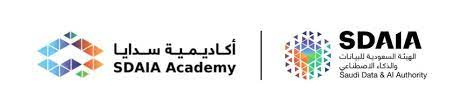 أكاديمية سدايا
SDAIA Academy
SDAIA
الهيئة السعودية للبيانات
والذكاء الاصطناعي
Saudi Data & AI Authority